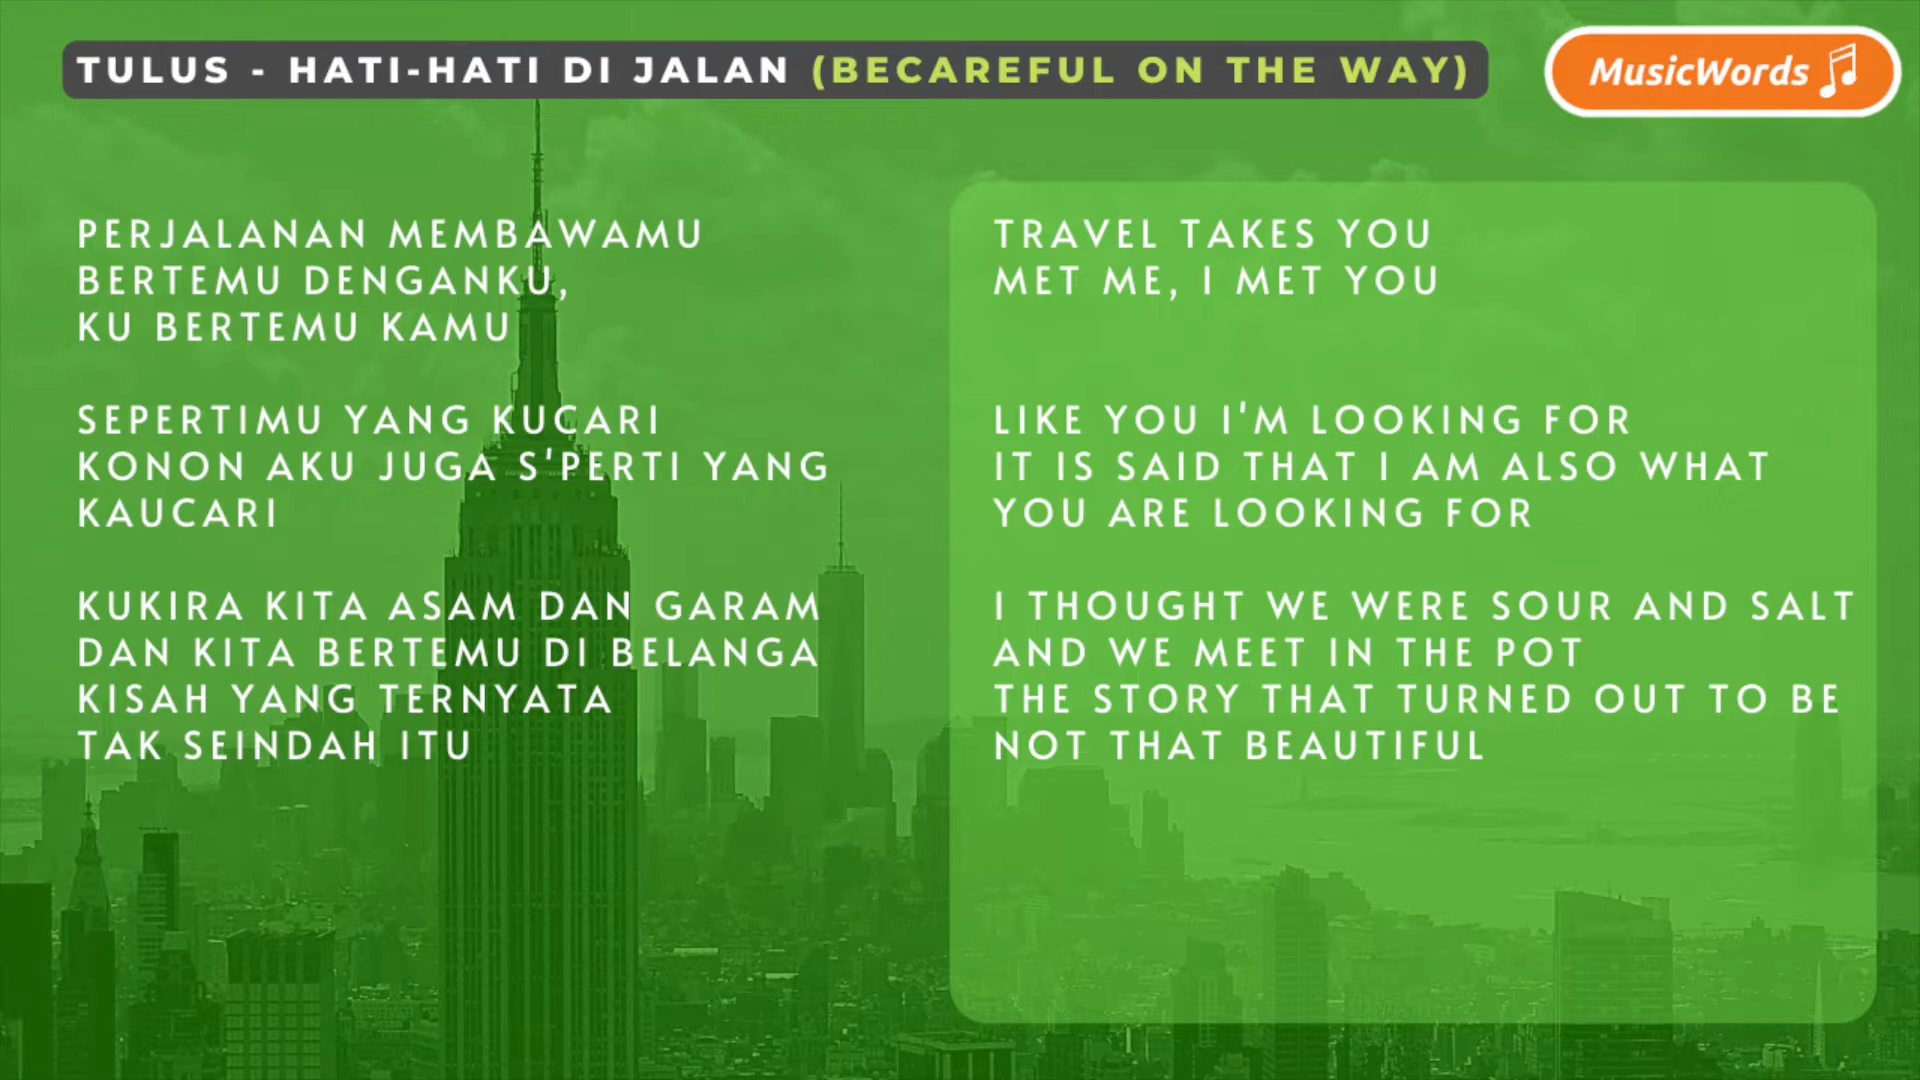 TULUS - HATI-HATI DI JALAN (BECAREFUL ON THE WAY)
MusicWords
PERJALANAN MEMBAWAMU
BERTEMU DENGANKU,
KU BERTEMU KAMU
SEPERTIMU YANG KUCARI
KONON AKU JUGA S'PERTI YANG
KAUCARI
KUKIRA KITA ASAM DAN GARAM
DAN KITA BERTEMU DI BELANGA
KISAH YANG TERNYATA
TAK SEINDAH ITU
TRAVEL TAKES YOU
MET ME, I MET YOU
LIKE YOU I'M LOOKING FOR
IT IS SAID THAT I AM ALSO WHAT
YOU ARE LOOKING FOR
I THOUGHT WE WERE SOUR AND SALT
AND WE MEET IN THE POT
THE STORY THAT TURNED OUT TO BE
NOT THAT BEAUTIFUL